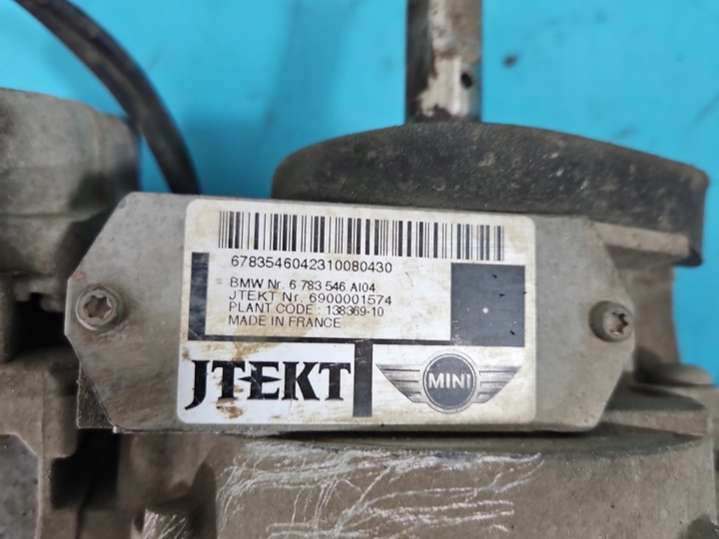 6783546042310080430
BMW Nr. 6 783 546 AI04
JTEKT Nr. 6900001574
PLANT CODE : 138369-10
MADE IN FRANCE
JTEKT
MINI